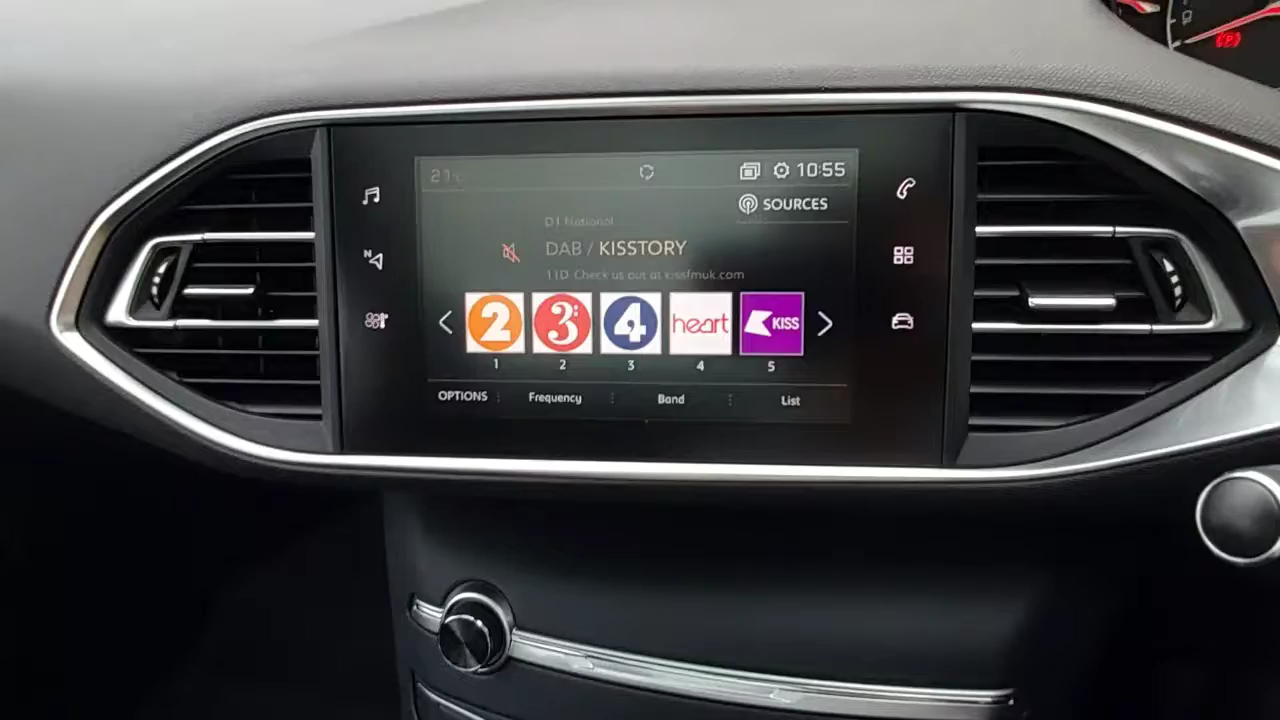 21°C 10:55
SOURCES
D1 National
DAB / KISSTORY
11D Check us out at kissfmuk.com
2 3 4 heart KISS
1 2 3 4 5
OPTIONS Frequency Band List
N
(P)